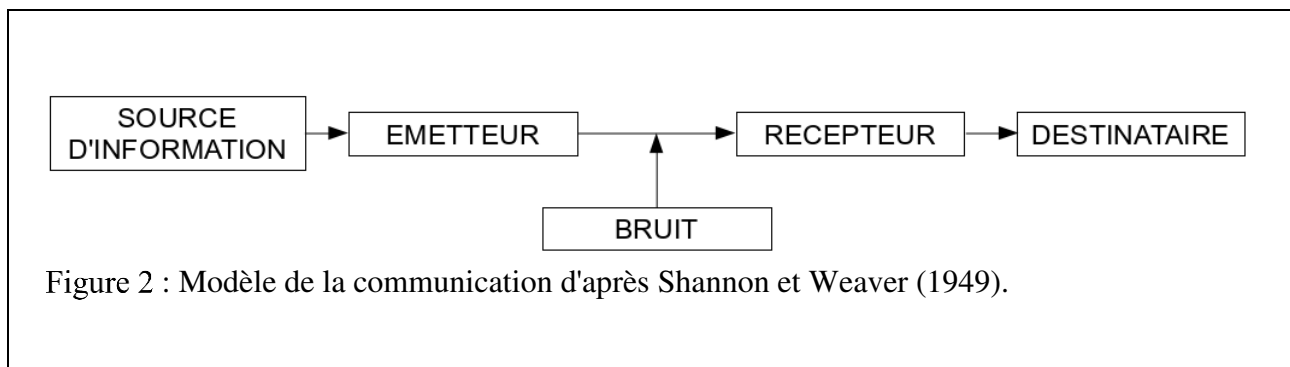 SOURCE
D'INFORMATION
EMETTEUR
RECEPTEUR
DESTINATAIRE
BRUIT
Figure 2 : Modèle de la communication d'après Shannon et Weaver (1949).